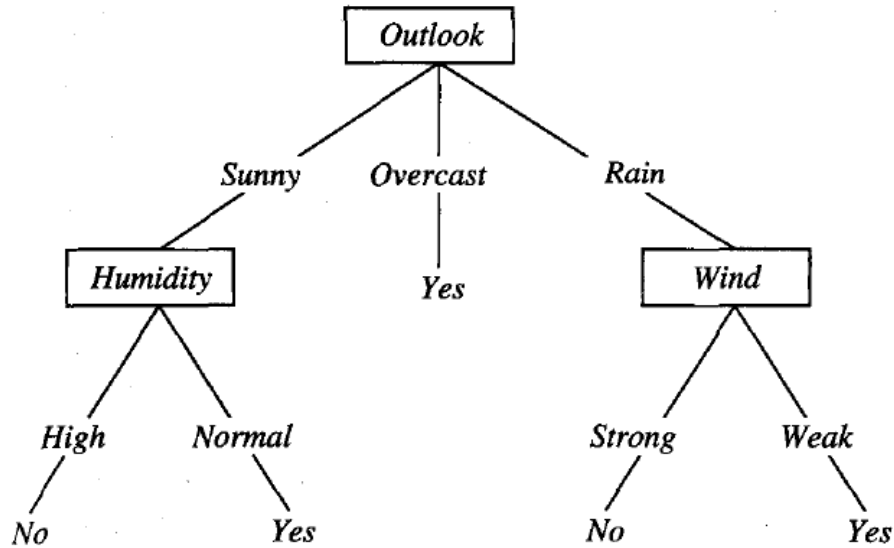 Outlook
Sunny Overcast Rain
Humidity Yes Wind
High Normal Strong Weak
No Yes No Yes